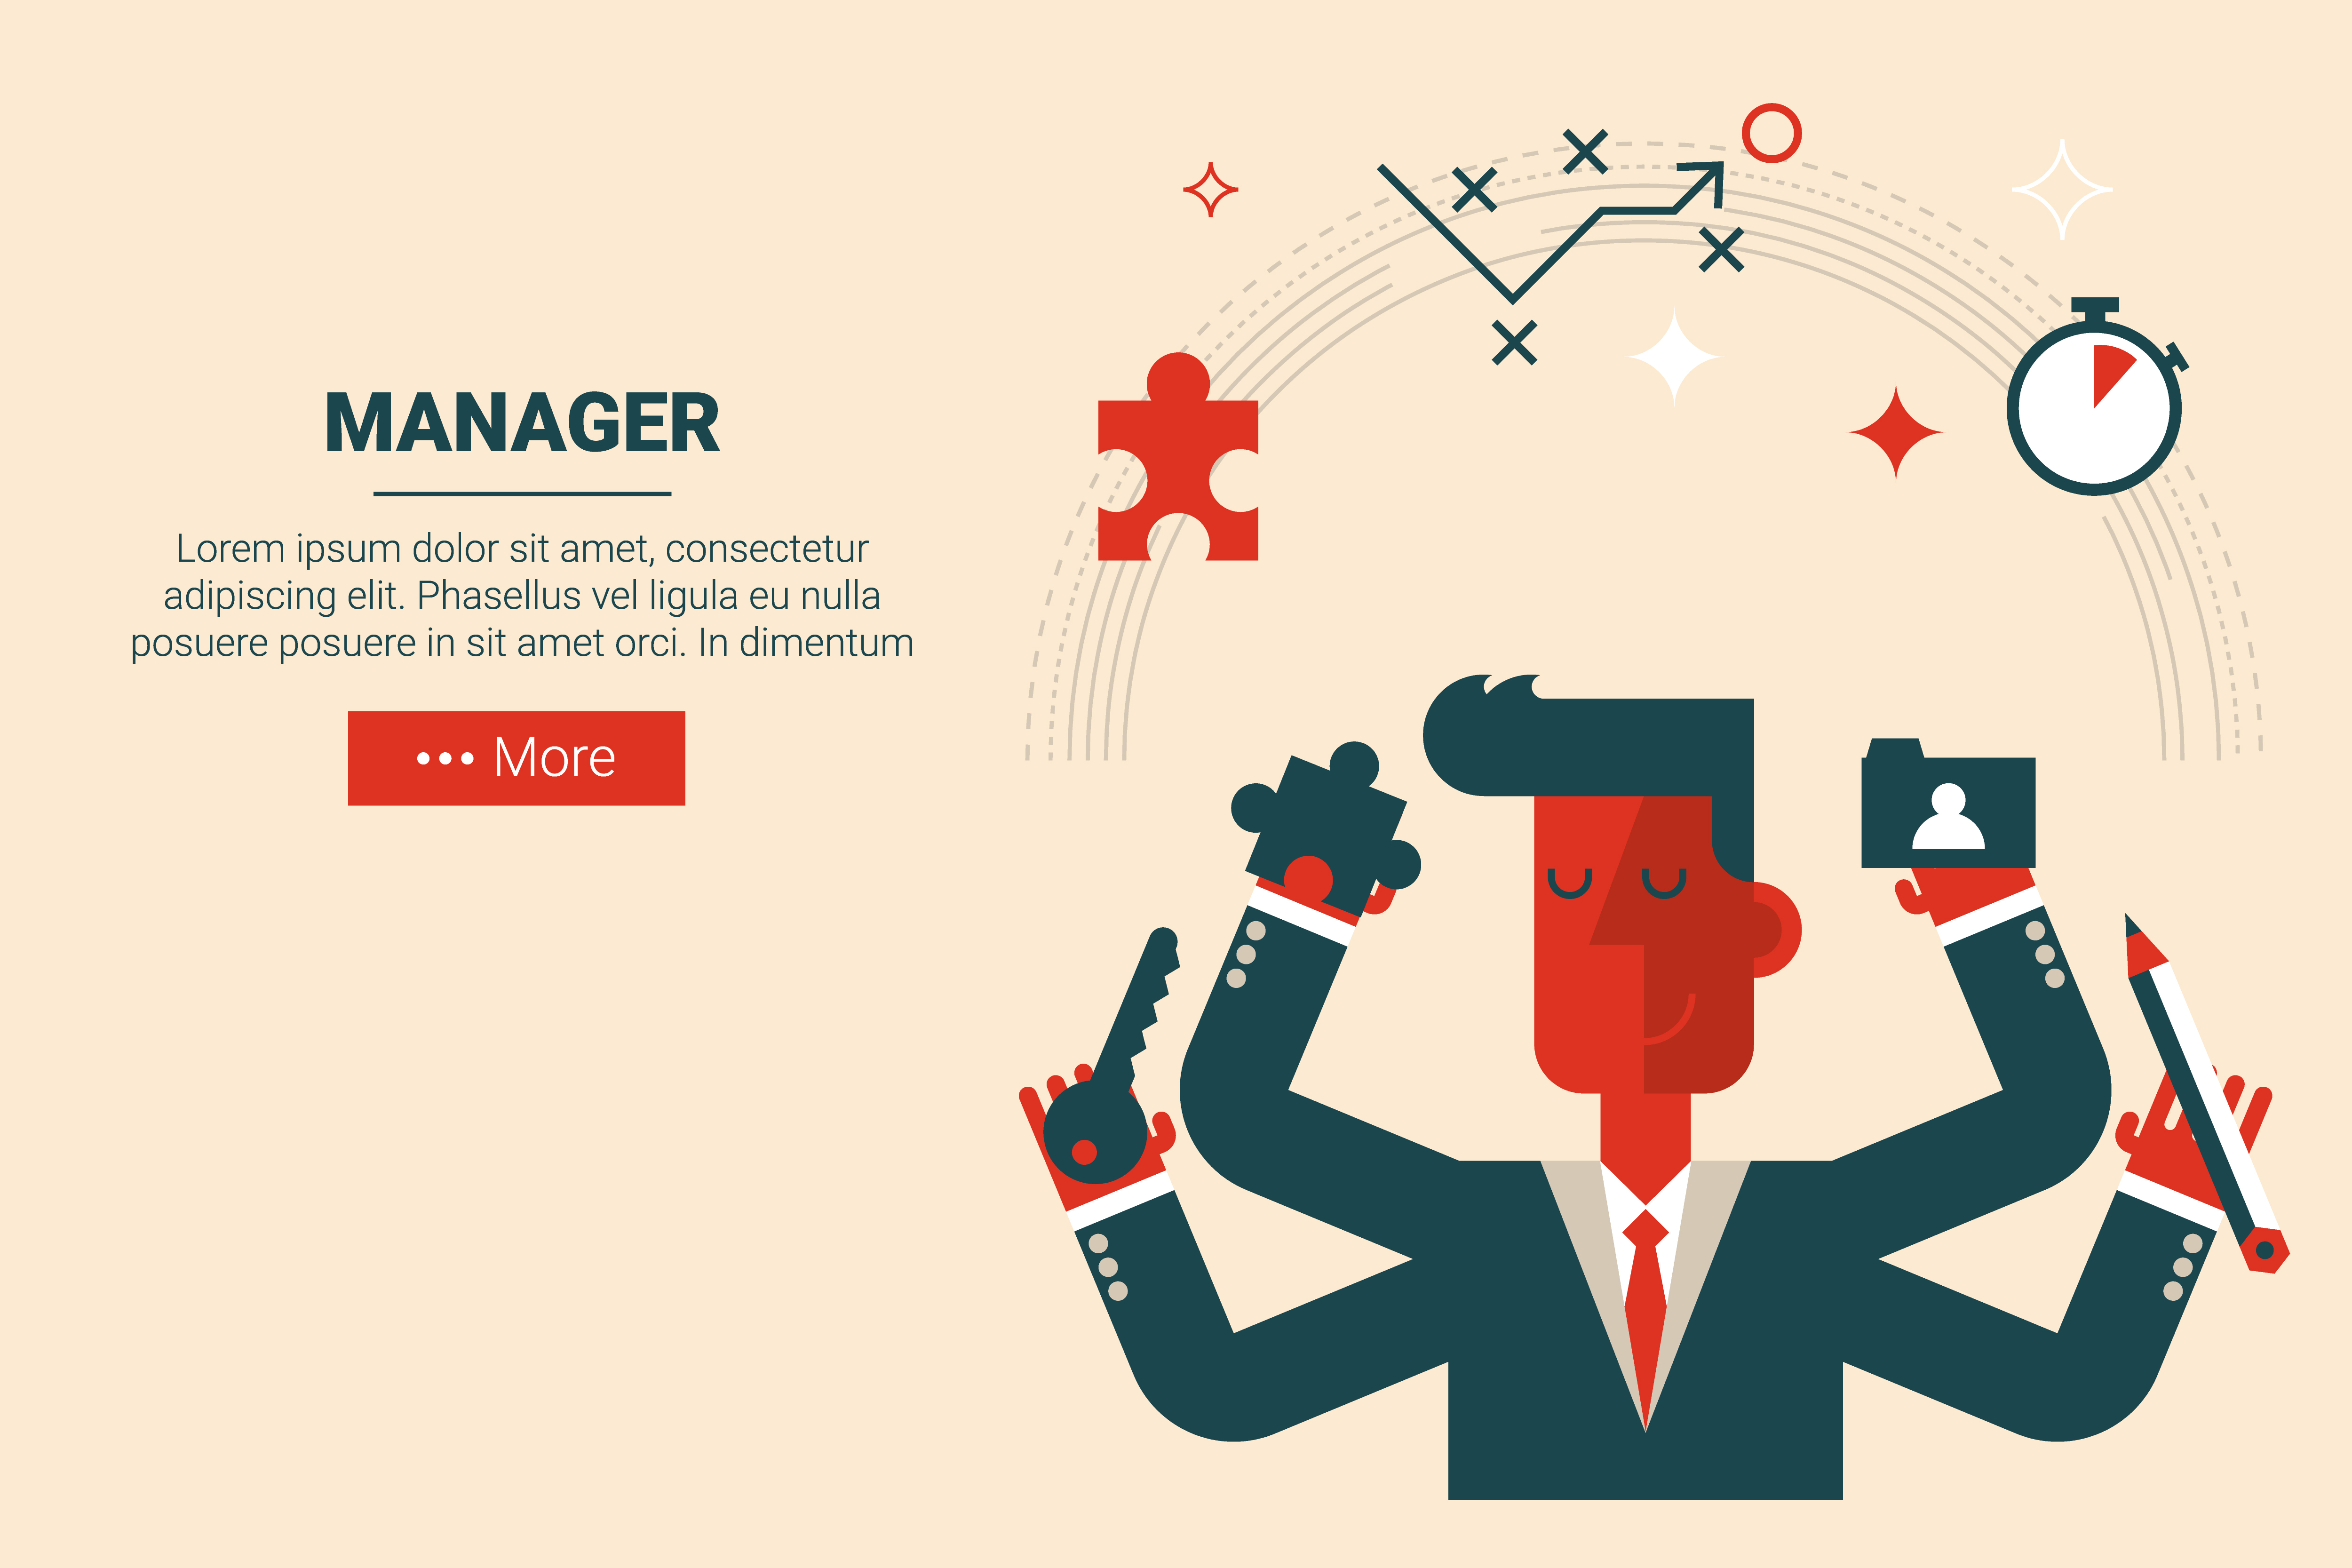 MANAGER
Lorem ipsum dolor sit amet, consectetur
adipiscing elit. Phasellus vel ligula eu nulla
posuere posuere in sit amet orci. In dimentum
••• More